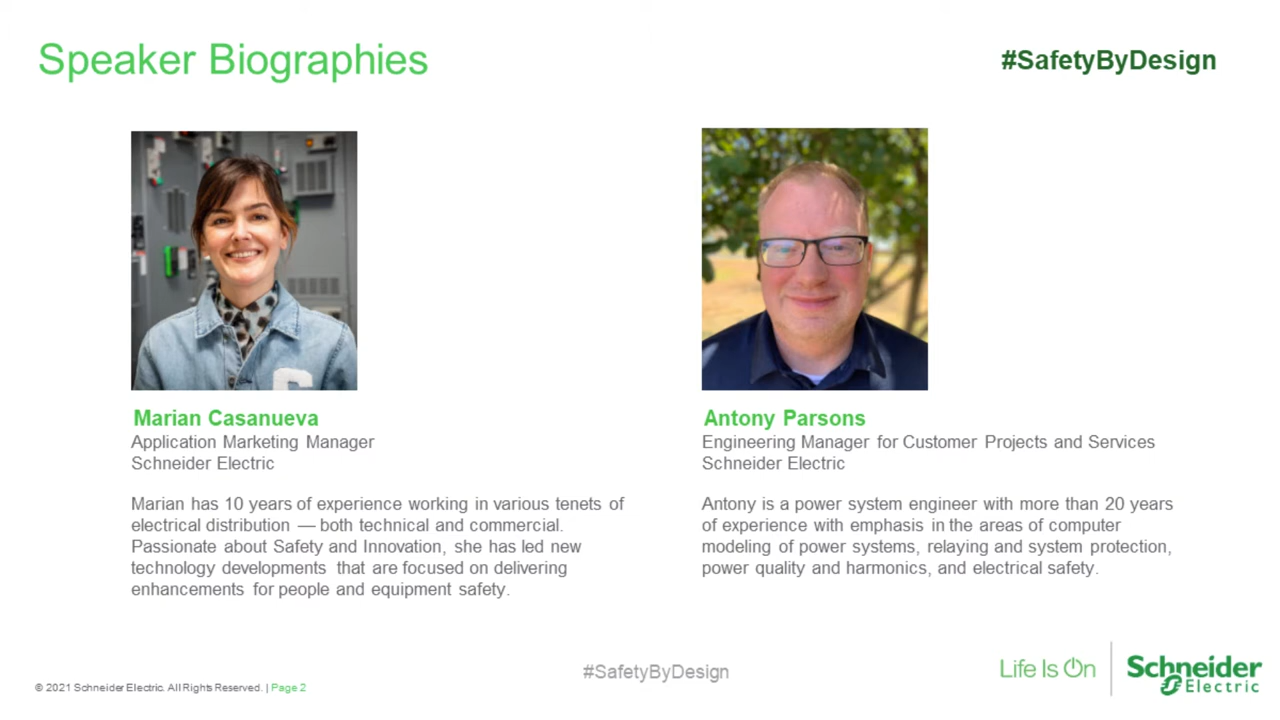 Speaker Biographies
#SafetyByDesign
Marian Casanueva
Application Marketing Manager
Schneider Electric
Marian has 10 years of experience working in various tenets of
electrical distribution — both technical and commercial.
Passionate about Safety and Innovation, she has led new
technology developments that are focused on delivering
enhancements for people and equipment safety.
Antony Parsons
Engineering Manager for Customer Projects and Services
Schneider Electric
Antony is a power system engineer with more than 20 years
of experience with emphasis in the areas of computer
modeling of power systems, relaying and system protection,
power quality and harmonics, and electrical safety.
#SafetyByDesign
© 2021 Schneider Electric. All Rights Reserved. | Page 2
Life Is On
Schneider
Electric